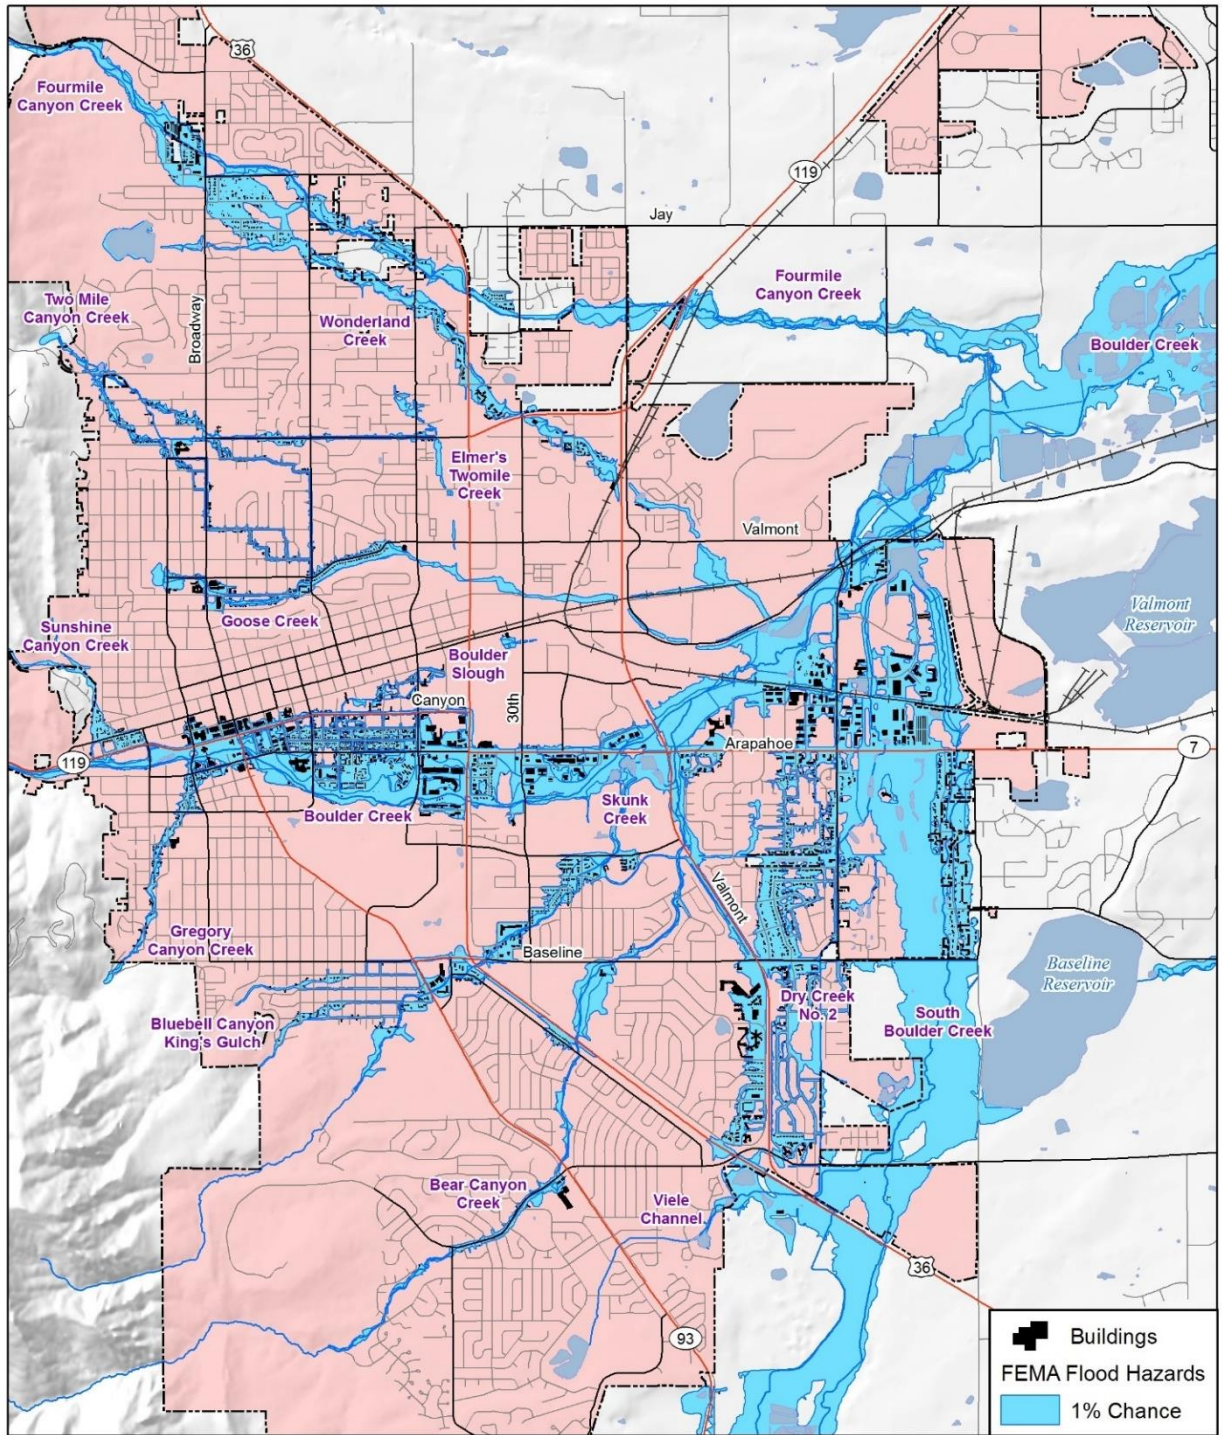 36
Fourmile
Canyon Creek
119
Jay
Fourmile
Canyon Creek
Two Mile
Canyon Creek
Broadway
Wonderland
Creek
Boulder Creek
Elmer's
Twomile
Creek
Valmont
Valmont
Reservoir
Goose Creek
Sunshine
Canyon Creek
Boulder
Slough
Canyon
30th
Arapahoe
7
119
Boulder Creek
Skunk
Creek
Valmont
Gregory
Canyon Creek
Baseline
Baseline
Reservoir
Dry Creek
No. 2
South
Boulder Creek
Bluebell Canyon
King's Gulch
Bear Canyon
Creek
Viele
Channel
36
93
Buildings
FEMA Flood Hazards
1% Chance